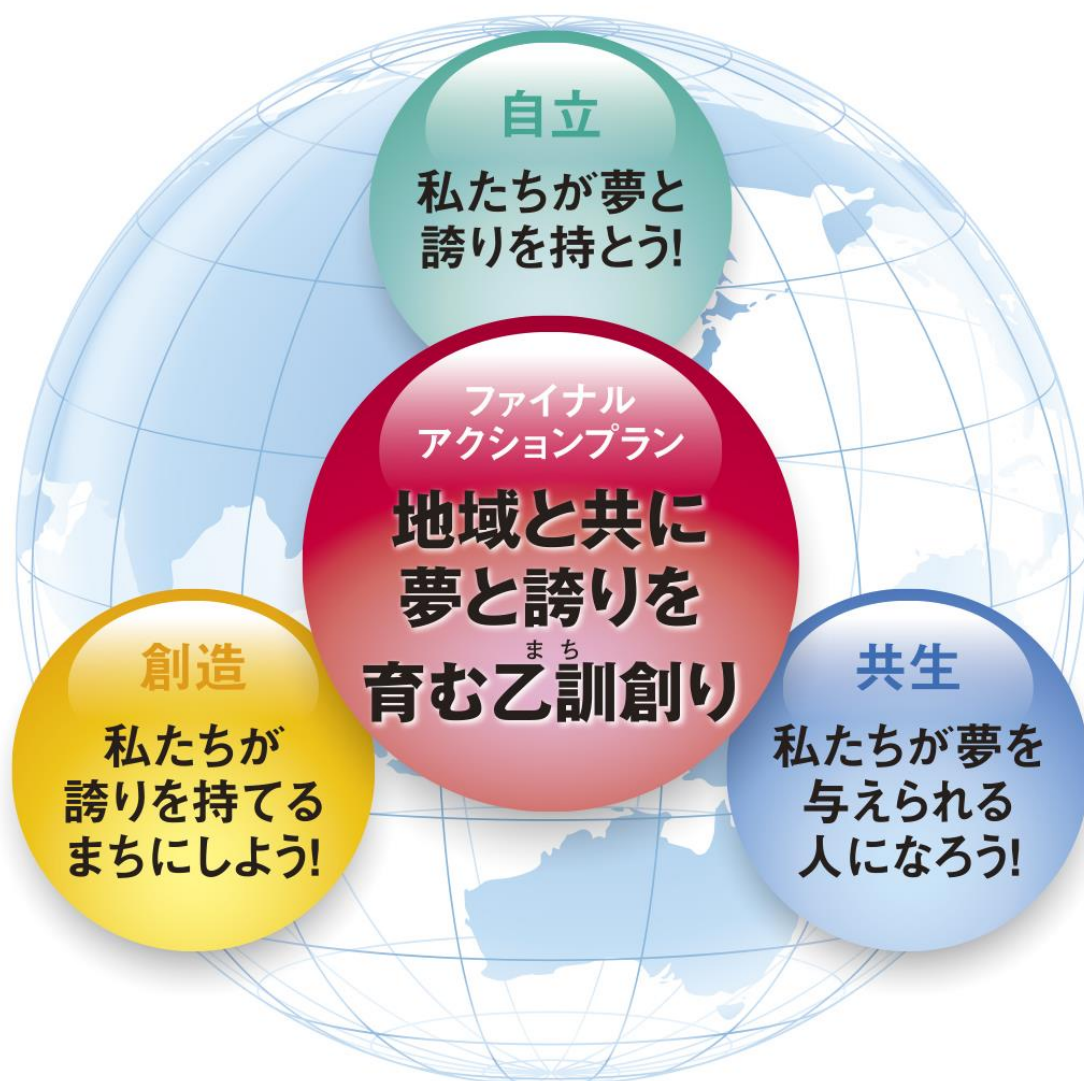 自立
私たちが夢と
誇りを持とう!
ファイナル
アクションプラン
地域と共に
夢と誇りを
まち
育む乙訓創り
創造
私たちが
誇りを持てる
まちにしよう!
共生
私たちが夢を
与えられる
人になろう!